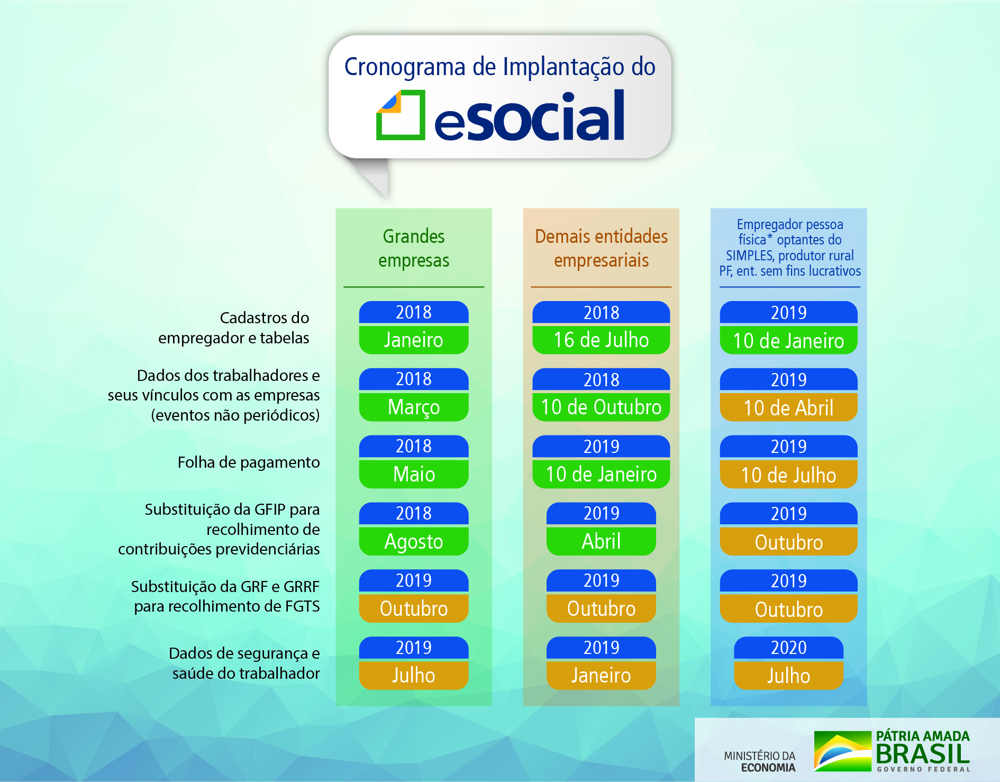 Cronograma de Implantação do
esocial
Grandes
empresas
Demais entidades
empresariais
Empregador pessoa
física* optantes do
SIMPLES, produtor rural
PF, ent. sem fins lucrativos
Cadastros do
empregador e tabelas
2018
Janeiro
2018
16 de Julho
2019
10 de Janeiro
Dados dos trabalhadores e
seus vínculos com as empresas
(eventos não periódicos)
2018
Março
2018
10 de Outubro
2019
10 de Abril
Folha de pagamento
2018
Maio
2019
10 de Janeiro
2019
10 de Julho
Substituição da GFIP para
recolhimento de
contribuições previdenciárias
2018
Agosto
2019
Abril
2019
Outubro
Substituição da GRF e GRRF
para recolhimento de FGTS
2019
Outubro
2019
Outubro
2019
Outubro
Dados de segurança e
saúde do trabalhador
2019
Julho
2019
Janeiro
2020
Julho
MINISTÉRIO DA
ECONOMIA
PÁTRIA AMADA
BRASIL
GOVERNO FEDERAL